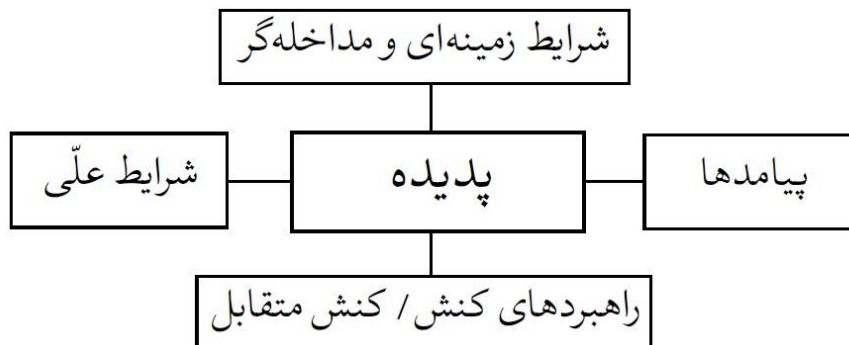 شرایط زمینه‌ای و مداخله‌گر
پیامدها
پدیده
شرایط علّی
راهبردهای کنش / کنش متقابل